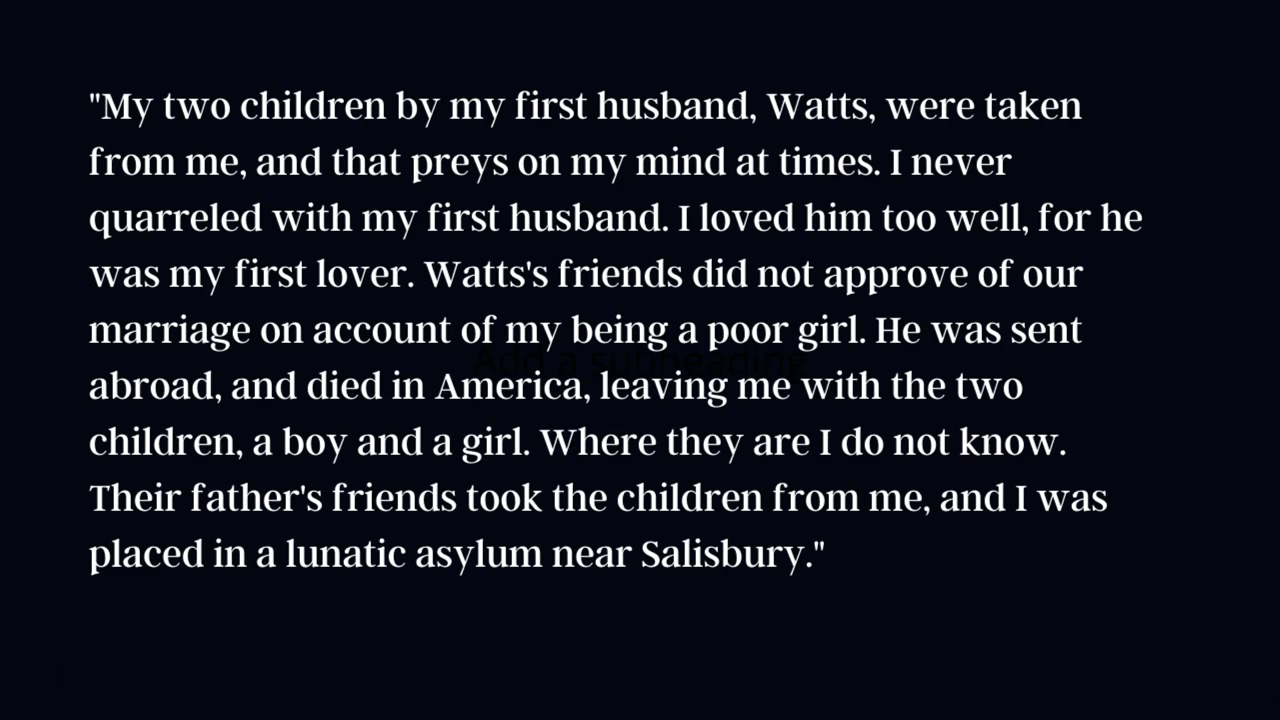 "My two children by my first husband, Watts, were taken
from me, and that preys on my mind at times. I never
quarreled with my first husband. I loved him too well, for he
was my first lover. Watts's friends did not approve of our
marriage on account of my being a poor girl. He was sent
Add a subheading
abroad, and died in America, leaving me with the two
children, a boy and a girl. Where they are I do not know.
Their father's friends took the children from me, and I was
placed in a lunatic asylum near Salisbury."